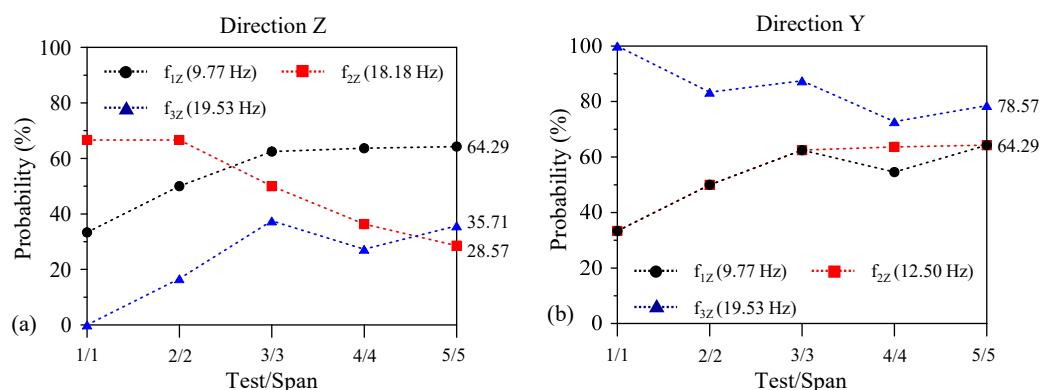 Direction Z
Probability (%)
100
80
60
40
20
0
f1Z (9.77 Hz)
f2Z (18.18 Hz)
f3Z (19.53 Hz)
64.29
35.71
28.57
(a)
1/1
2/2
3/3
4/4
5/5
Test/Span
Direction Y
Probability (%)
100
80
60
40
20
0
78.57
64.29
f1Z (9.77 Hz)
f2Z (12.50 Hz)
f3Z (19.53 Hz)
(b)
1/1
2/2
3/3
4/4
5/5
Test/Span